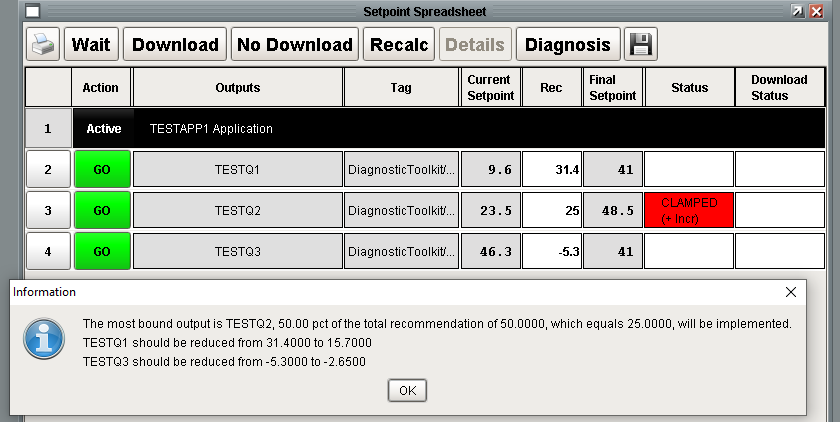 Setpoint Spreadsheet
Wait Download No Download Recalc Details Diagnosis
Action Outputs Tag Current Setpoint Rec Final Setpoint Status Download Status
1 Active TESTAPP1 Application
2 GO TESTQ1 DiagnosticToolkit/... 9.6 31.4 41
3 GO TESTQ2 DiagnosticToolkit/... 23.5 25 48.5 CLAMPED (+ Incr)
4 GO TESTQ3 DiagnosticToolkit/... 46.3 -5.3 41
Information
The most bound output is TESTQ2, 50.00 pct of the total recommendation of 50.0000, which equals 25.0000, will be implemented.
TESTQ1 should be reduced from 31.4000 to 15.7000
TESTQ3 should be reduced from -5.3000 to -2.6500
OK